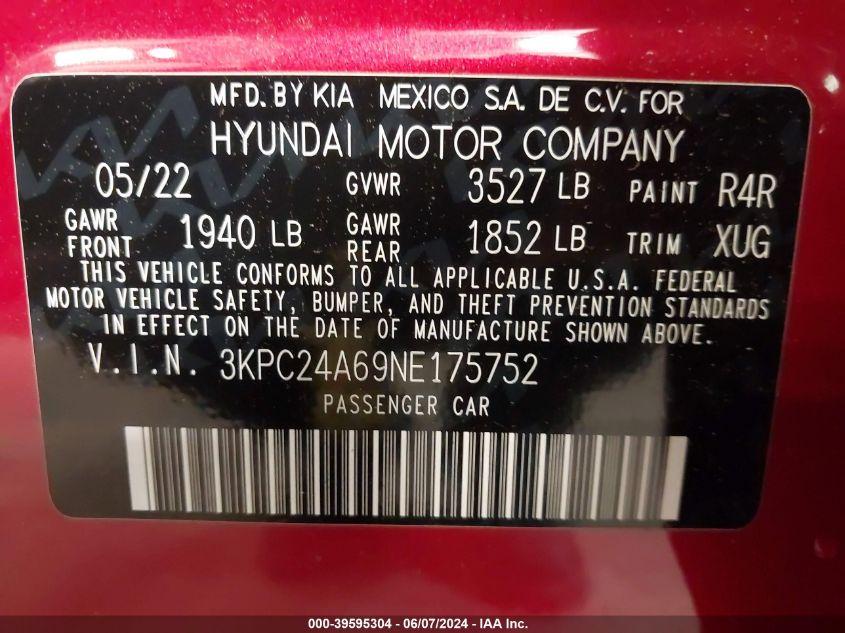 MFD. BY KIA MEXICO S.A. DE C.V. FOR
HYUNDAI MOTOR COMPANY
05/22 GVWR 3527 LB PAINT R4R
GAWR FRONT 1940 LB GAWR REAR 1852 LB TRIM XUG
THIS VEHICLE CONFORMS TO ALL APPLICABLE U.S.A. FEDERAL
MOTOR VEHICLE SAFETY, BUMPER, AND THEFT PREVENTION STANDARDS
IN EFFECT ON THE DATE OF MANUFACTURE SHOWN ABOVE.
V.I.N. 3KPC24A69NE175752
PASSENGER CAR
000-39595304 - 06/07/2024 - IAA Inc.